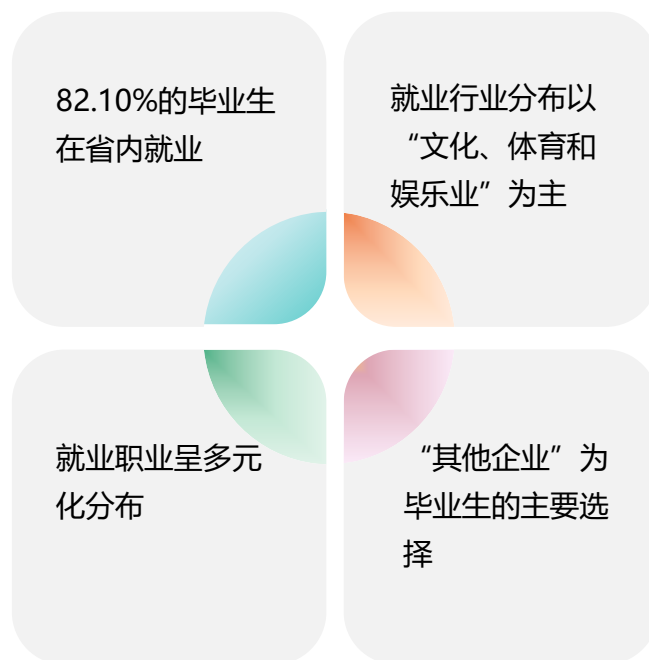 82.10%的毕业生
在省内就业
就业行业分布以
“文化、体育和
娱乐业”为主
就业职业呈多元
化分布
“其他企业”为
毕业生的主要选
择